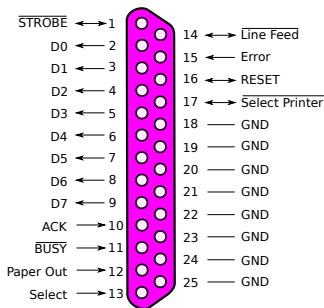 STROBE 1
D0 2
D1 3
D2 4
D3 5
D4 6
D5 7
D6 8
D7 9
ACK 10
BUSY 11
Paper Out 12
Select 13
14 Line Feed
15 Error
16 RESET
17 Select Printer
18 GND
19 GND
20 GND
21 GND
22 GND
23 GND
24 GND
25 GND